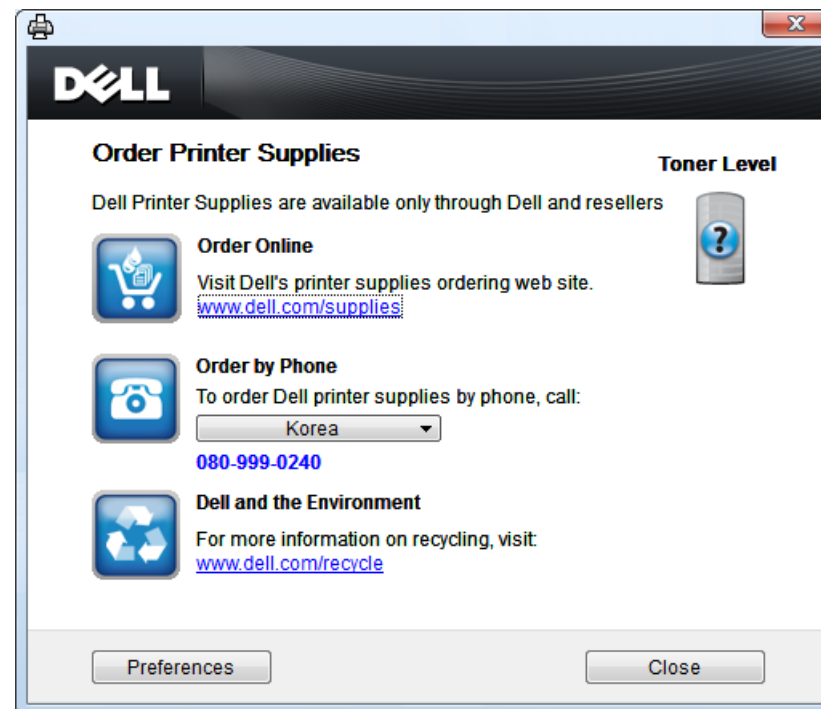 DELL
Order Printer Supplies
Toner Level
Dell Printer Supplies are available only through Dell and resellers
?
Order Online
Visit Dell's printer supplies ordering web site.
www.dell.com/supplies
Order by Phone
To order Dell printer supplies by phone, call:
Korea
080-999-0240
Dell and the Environment
For more information on recycling, visit:
www.dell.com/recycle
Preferences
Close